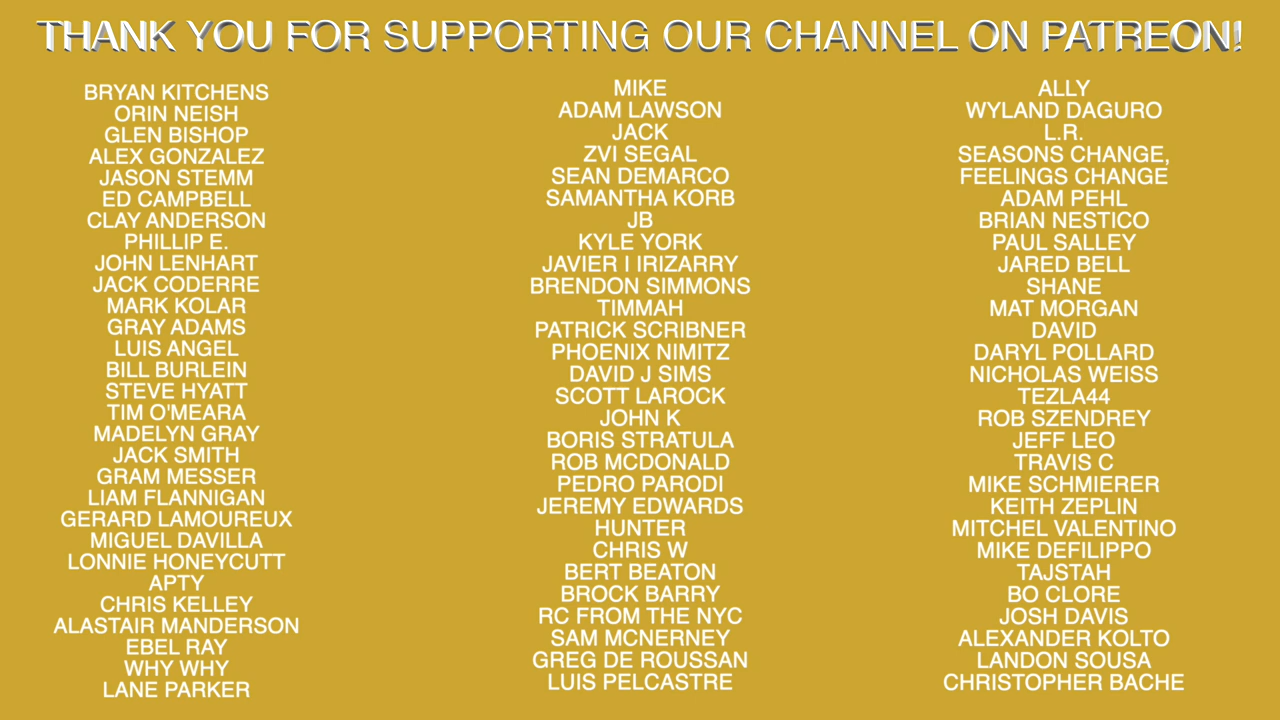 THANK YOU FOR SUPPORTING OUR CHANNEL ON PATREON!
BRYAN KITCHENS
ORIN NEISH
GLEN BISHOP
ALEX GONZALEZ
JASON STEMM
ED CAMPBELL
CLAY ANDERSON
PHILLIP E.
JOHN LENHART
JACK CODERRE
MARK KOLAR
GRAY ADAMS
LUIS ANGEL
BILL BURLEIN
STEVE HYATT
TIM O'MEARA
MADELYN GRAY
JACK SMITH
GRAM MESSER
LIAM FLANNIGAN
GERARD LAMOUREUX
MIGUEL DAVILLA
LONNIE HONEYCUTT
APTY
CHRIS KELLEY
ALASTAIR MANDERSON
EBEL RAY
WHY WHY
LANE PARKER
MIKE
ADAM LAWSON
JACK
ZVI SEGAL
SEAN DEMARCO
SAMANTHA KORB
JB
KYLE YORK
JAVIER I IRIZARRY
BRENDON SIMMONS
TIMMAH
PATRICK SCRIBNER
PHOENIX NIMITZ
DAVID J SIMS
SCOTT LAROCK
JOHN K
BORIS STRATULA
ROB MCDONALD
PEDRO PARODI
JEREMY EDWARDS
HUNTER
CHRIS W
BERT BEATON
BROCK BARRY
RC FROM THE NYC
SAM MCNERNEY
GREG DE ROUSSAN
LUIS PELCASTRE
ALLY
WYLAND DAGURO
L.R.
SEASONS CHANGE,
FEELINGS CHANGE
ADAM PEHL
BRIAN NESTICO
PAUL SALLEY
JARED BELL
SHANE
MAT MORGAN
DAVID
DARYL POLLARD
NICHOLAS WEISS
TEZLA44
ROB SZENDREY
JEFF LEO
TRAVIS C
MIKE SCHMIERER
KEITH ZEPLIN
MITCHEL VALENTINO
MIKE DEFILIPPO
TAJSTAH
BO CLORE
JOSH DAVIS
ALEXANDER KOLTO
LANDON SOUSA
CHRISTOPHER BACHE